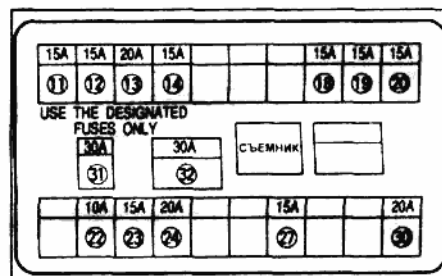 15A 15A 20A 15A 15A 15A 15A
11 12 13 14 18 19 20
USE THE DESIGNATED
FUSES ONLY
30A 30A СЪЕМНИК
31 32
10A 15A 20A 15A 20A
22 23 24 27 30